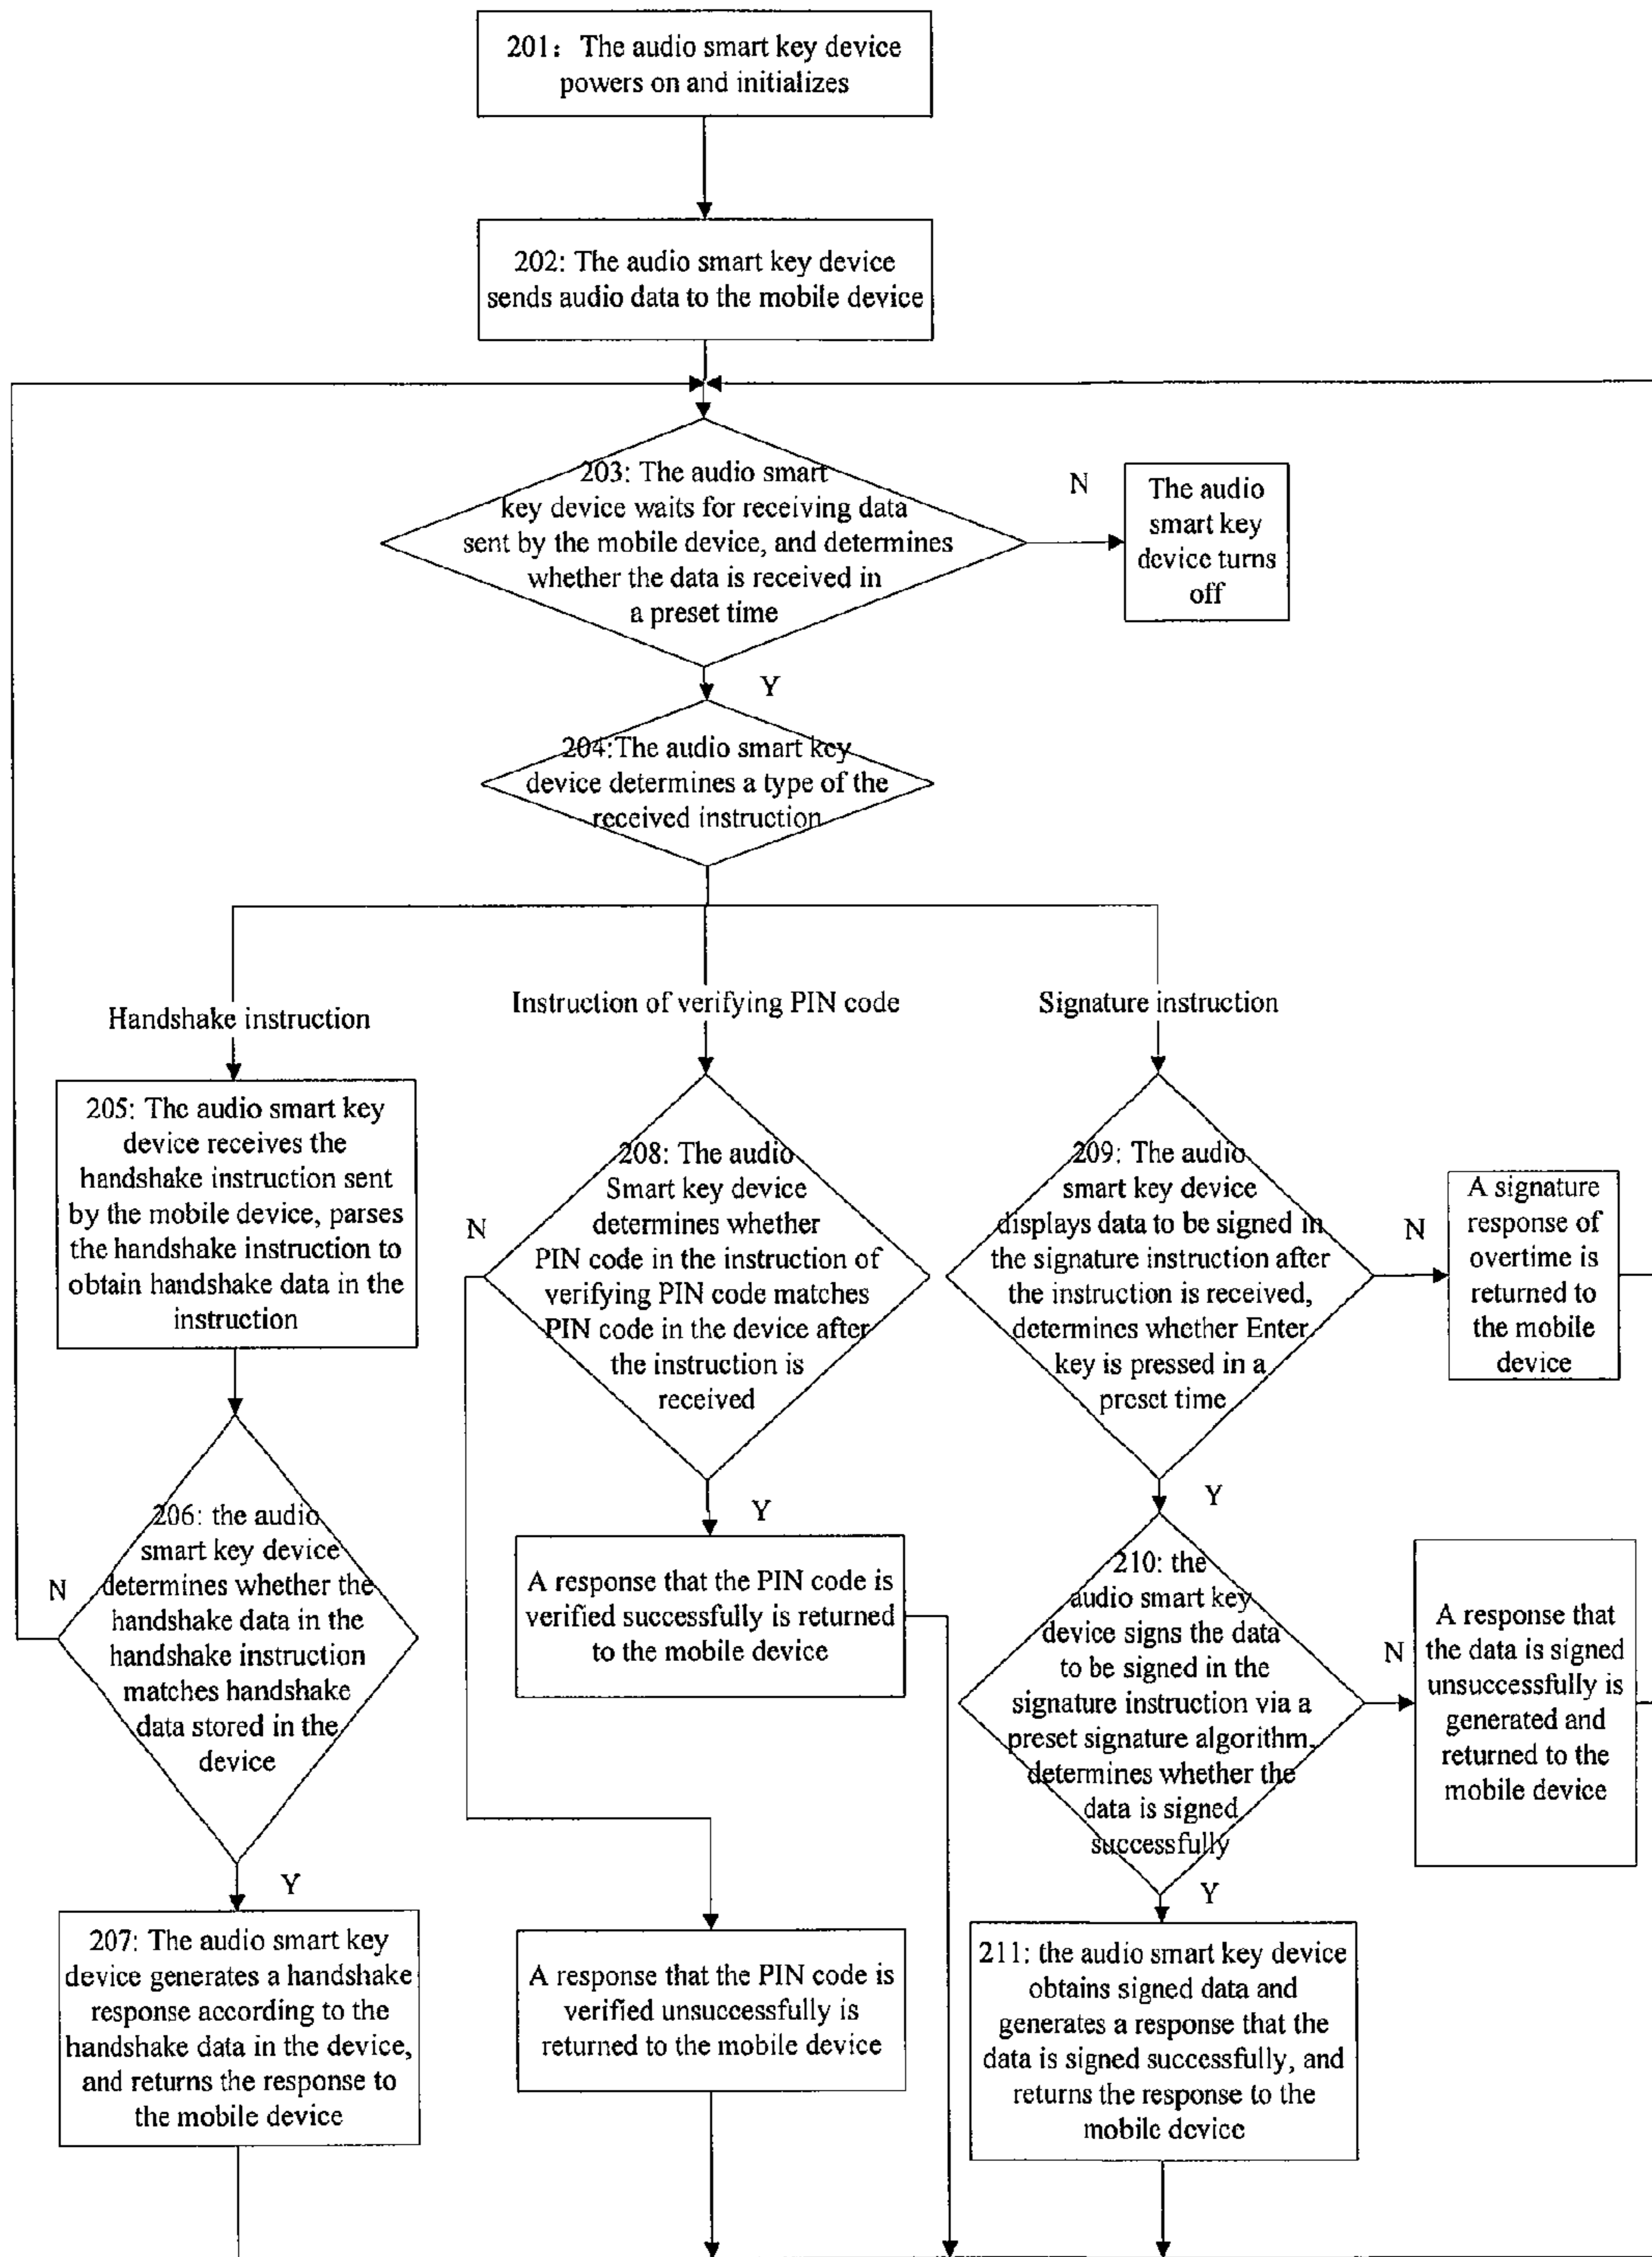 201: The audio smart key device
powers on and initializes
202: The audio smart key device
sends audio data to the mobile device
203: The audio smart
key device waits for receiving data
sent by the mobile device, and determines
whether the data is received in
a preset time
N
The audio
smart key
device turns
off
Y
204:The audio smart key
device determines a type of the
received instruction
Handshake instruction
Instruction of verifying PIN code
Signature instruction
205: The audio smart key
device receives the
handshake instruction sent
by the mobile device, parses
the handshake instruction to
obtain handshake data in the
instruction
206: the audio
smart key device
determines whether the
handshake data in the
handshake instruction
matches handshake
data stored in the
device
N
Y
207: The audio smart key
device generates a handshake
response according to the
handshake data in the device,
and returns the response to
the mobile device
208: The audio
Smart key device
determines whether
PIN code in the instruction of
verifying PIN code matches
PIN code in the device after
the instruction is
received
N
Y
A response that the PIN code is
verified successfully is returned
to the mobile device
A response that the PIN code is
verified unsuccessfully is
returned to the mobile device
209: The audio
smart key device
displays data to be signed in
the signature instruction after
the instruction is received,
determines whether Enter
key is pressed in a
preset time
N
A signature
response of
overtime is
returned to
the mobile
device
Y
210: the
audio smart key
device signs the data
to be signed in the
signature instruction via a
preset signature algorithm,
determines whether the
data is signed
successfully
N
A response that
the data is signed
unsuccessfully is
generated and
returned to the
mobile device
Y
211: the audio smart key device
obtains signed data and
generates a response that the
data is signed successfully, and
returns the response to the
mobile device